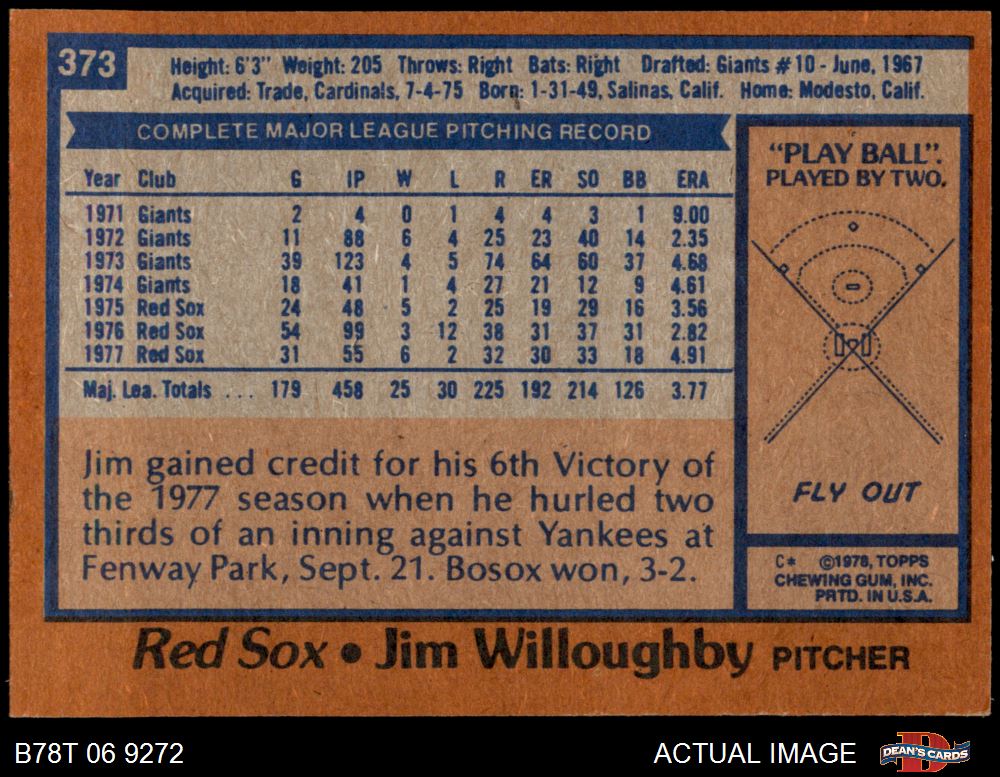 373
Height: 6'3" Weight: 205 Throws: Right Bats: Right Drafted: Giants #10 - June, 1967
Acquired: Trade, Cardinals, 7-4-75 Born: 1-31-49, Salinas, Calif. Home: Modesto, Calif.
COMPLETE MAJOR LEAGUE PITCHING RECORD
Year Club G IP W L R ER SO BB ERA
1971 Giants 2 4 0 1 4 4 3 1 9.00
1972 Giants 11 88 6 4 25 23 40 14 2.35
1973 Giants 39 123 4 5 74 64 60 37 4.68
1974 Giants 18 41 1 4 27 21 12 9 4.61
1975 Red Sox 24 48 5 2 25 19 29 16 3.56
1976 Red Sox 54 99 3 12 38 31 37 31 2.82
1977 Red Sox 31 55 6 2 32 30 33 18 4.91
Maj. Lea. Totals . . . 179 458 25 30 225 192 214 126 3.77
Jim gained credit for his 6th Victory of
the 1977 season when he hurled two
thirds of an inning against Yankees at
Fenway Park, Sept. 21. Bosox won, 3-2.
"PLAY BALL".
PLAYED BY TWO.
FLY OUT
C* ©1978, TOPPS
CHEWING GUM, INC.
PRTD. IN U.S.A.
Red Sox • Jim Willoughby PITCHER
B78T 06 9272
ACTUAL IMAGE
DEAN'S CARDS